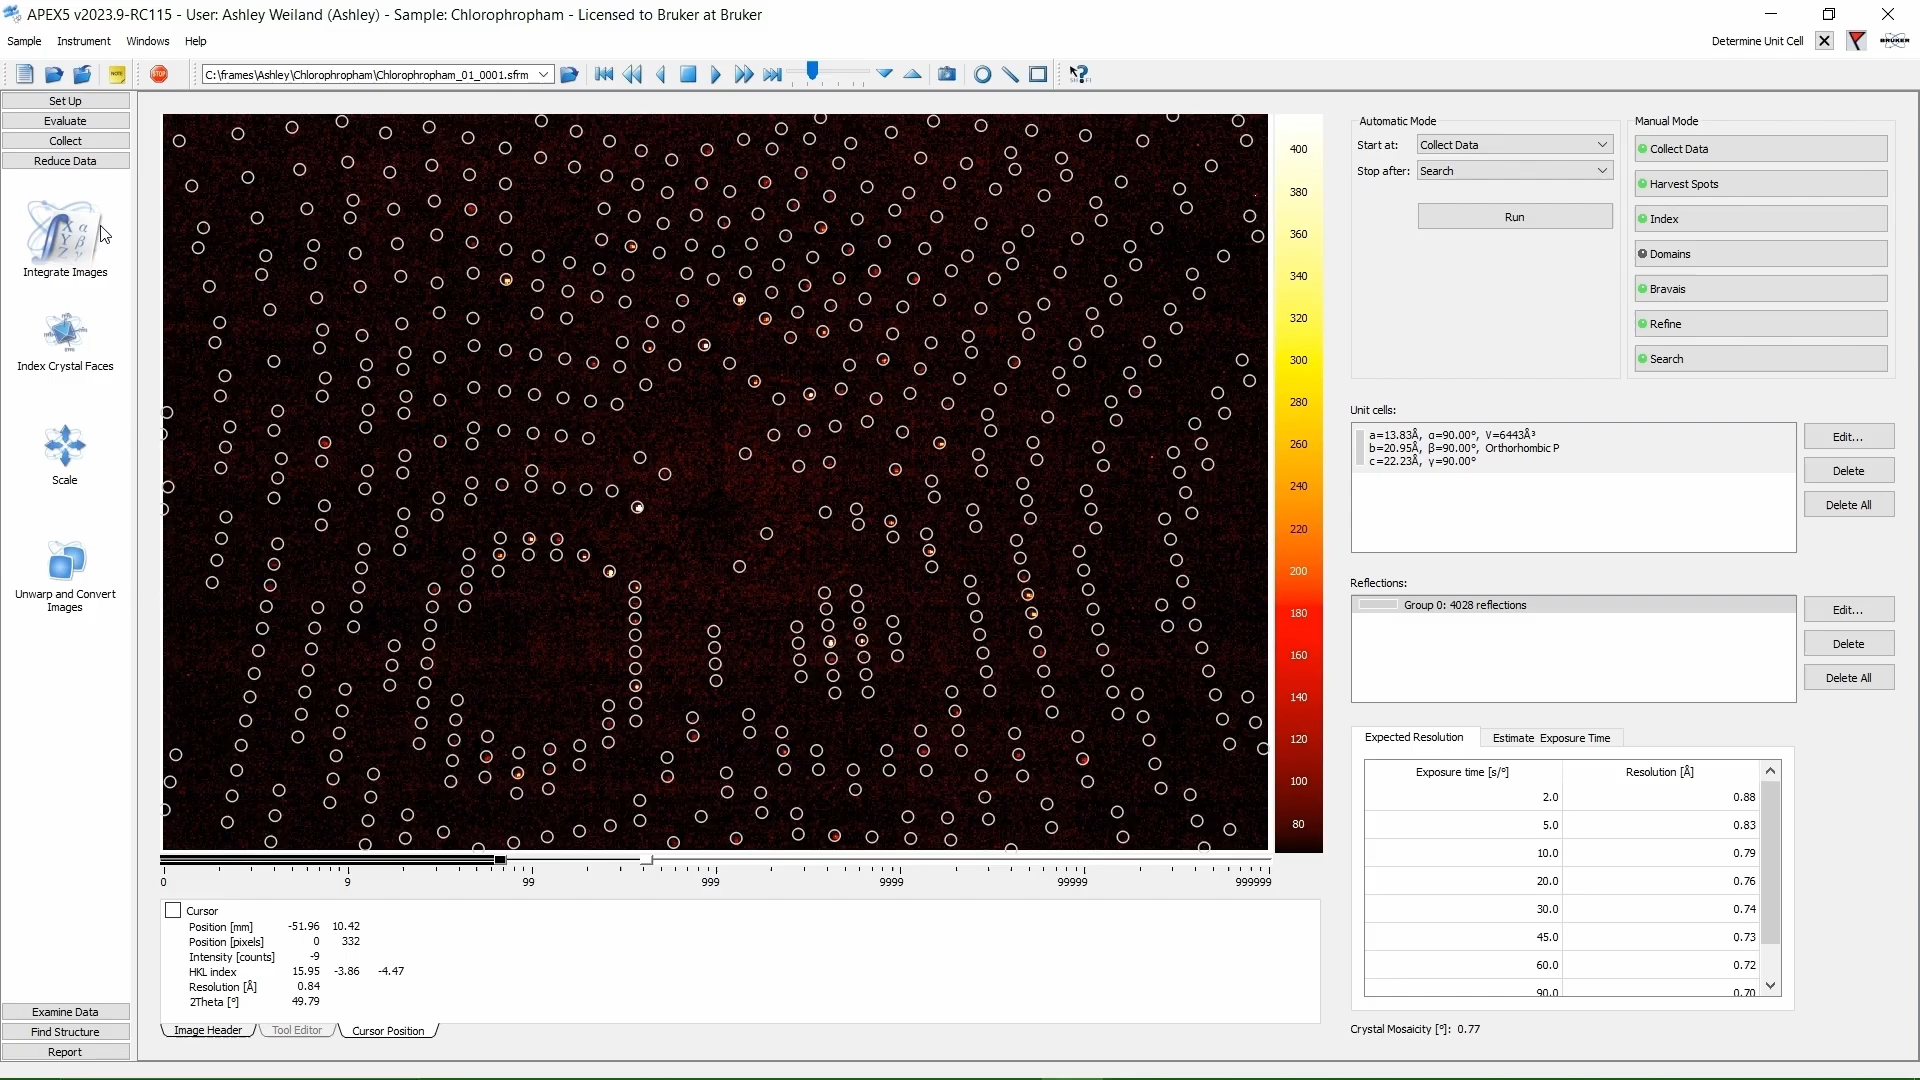 APEX5 v2023.9-RC115 - User: Ashley Weiland (Ashley) - Sample: Chlorophropham - Licensed to Bruker at Bruker
Sample Instrument Windows Help
Determine Unit Cell
BRUKER
NOTE
STOP
C:\frames\Ashley\Chlorophropham\Chlorophropham_01_0001.sfrm
Set Up
Evaluate
Collect
Reduce Data
Integrate Images
Index Crystal Faces
Scale
Unwarp and Convert
Images
Examine Data
Find Structure
Report
400
380
360
340
320
300
280
260
240
220
200
180
160
140
120
100
80
0 9 99 999 9999 99999 999999
Cursor
Position [mm] -51.96 10.42
Position [pixels] 0 332
Intensity [counts] -9
HKL index 15.95 -3.86 -4.47
Resolution [Å] 0.84
2Theta [°] 49.79
Image Header Tool Editor Cursor Position
Automatic Mode
Start at: Collect Data
Stop after: Search
Run
Manual Mode
Collect Data
Harvest Spots
Index
Domains
Bravais
Refine
Search
Unit cells:
a=13.83Å, α=90.00°, V=6443Å³
b=20.95Å, β=90.00°, Orthorhombic P
c=22.23Å, γ=90.00°
Edit...
Delete
Delete All
Reflections:
Group 0: 4028 reflections
Edit...
Delete
Delete All
Expected Resolution Estimate Exposure Time
Exposure time [s/°] Resolution [Å]
2.0 0.88
5.0 0.83
10.0 0.79
20.0 0.76
30.0 0.74
45.0 0.73
60.0 0.72
90.0 0.70
Crystal Mosaicity [°]: 0.77